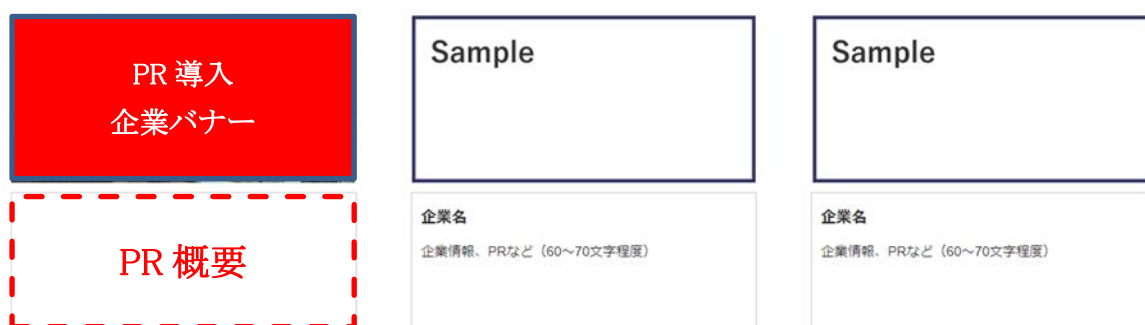 PR 導入
企業バナー
PR 概要
Sample
企業名
企業情報、PRなど（60～70文字程度）
Sample
企業名
企業情報、PRなど（60～70文字程度）